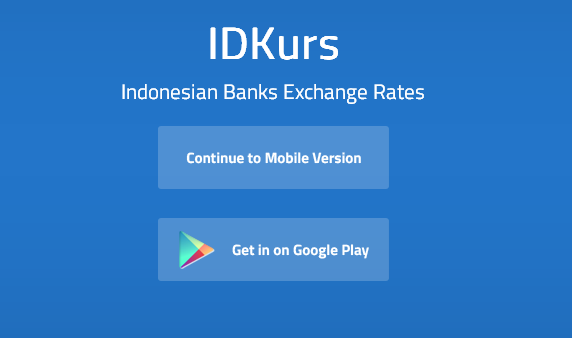 IDKurs
Indonesian Banks Exchange Rates
Continue to Mobile Version
Get in on Google Play